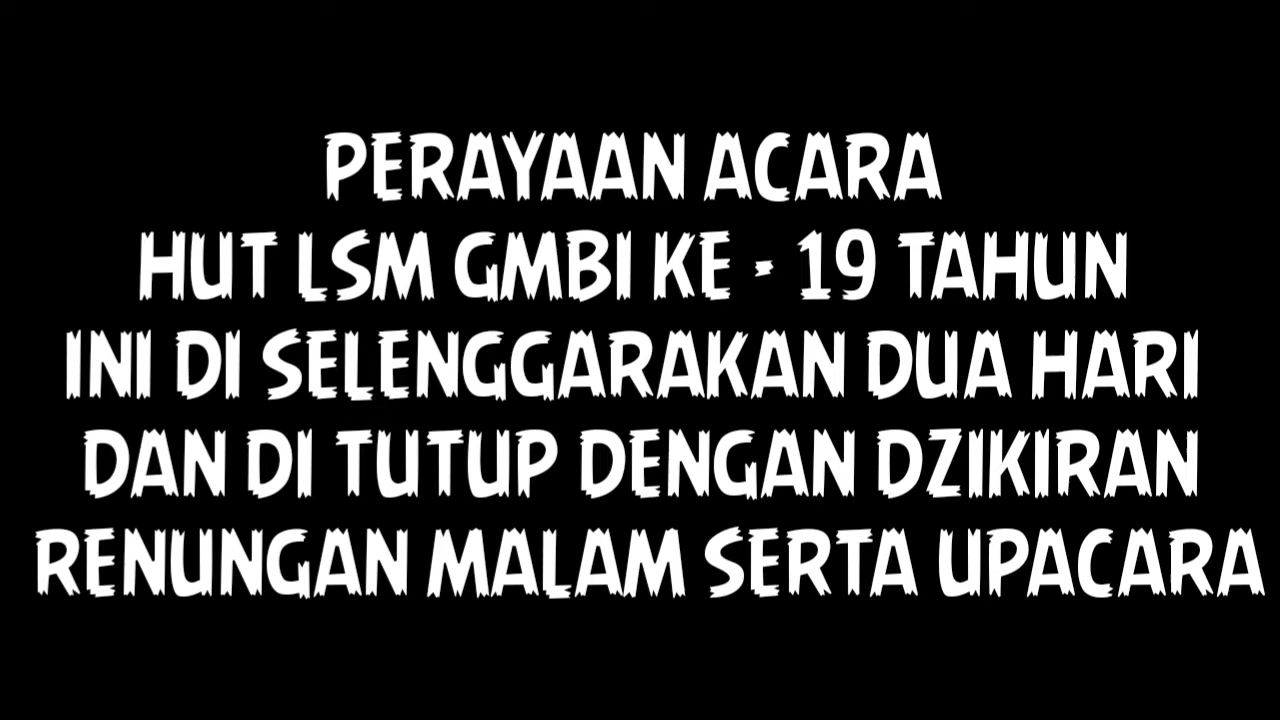 PERAYAAN ACARA
HUT LSM GMBI KE - 19 TAHUN
INI DI SELENGGARAKAN DUA HARI
DAN DI TUTUP DENGAN DZIKIRAN
RENUNGAN MALAM SERTA UPACARA